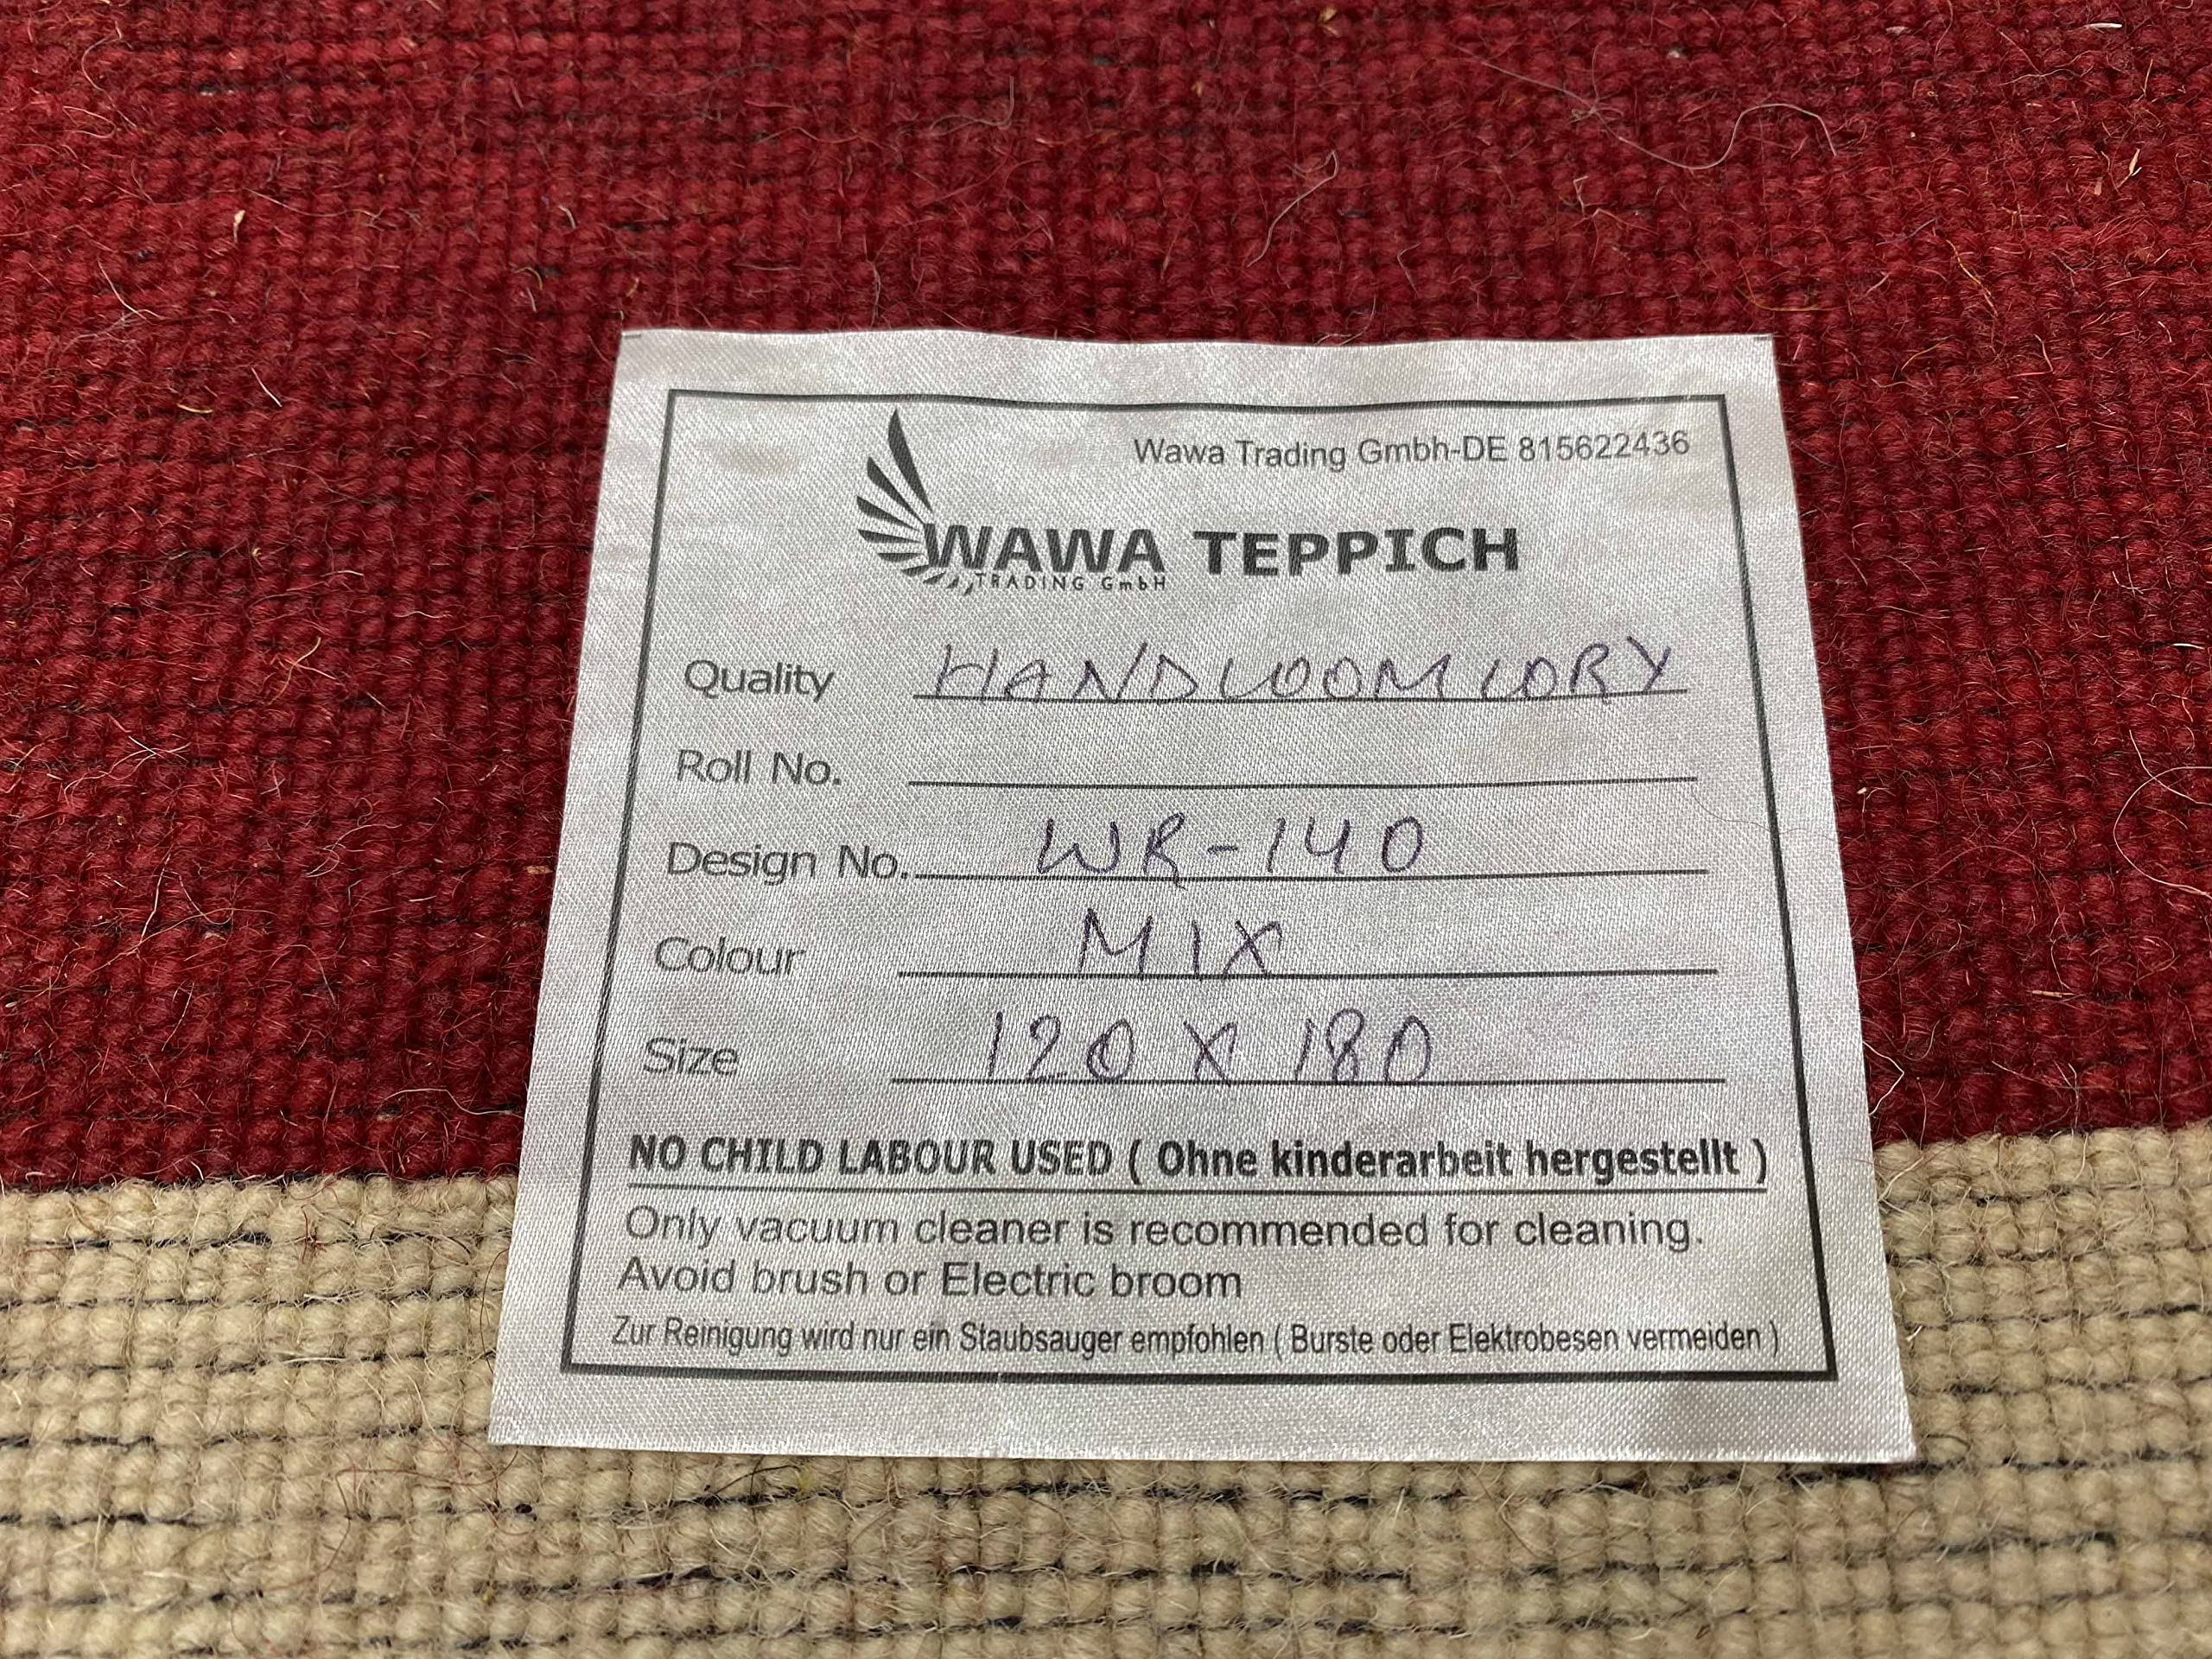 Wawa Trading Gmbh-DE 815622436
WAWA TEPPICH
TRADING GmbH
Quality HANDLOOM LORY
Roll No.
Design No. WR-140
Colour MIX
Size 120 X 180
NO CHILD LABOUR USED ( Ohne kinderarbeit hergestellt )
Only vacuum cleaner is recommended for cleaning.
Avoid brush or Electric broom
Zur Reinigung wird nur ein Staubsauger empfohlen ( Burste oder Elektrobesen vermeiden )